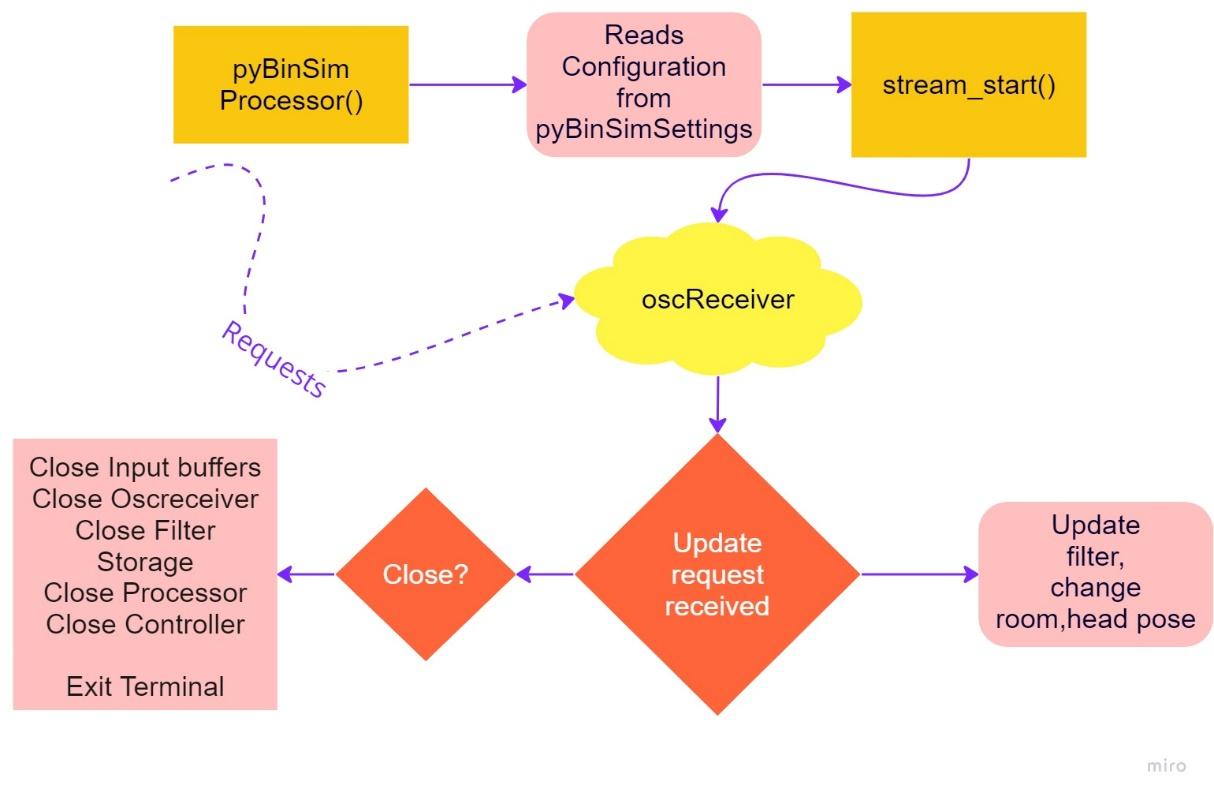 pyBinSim
Processor()
Reads
Configuration
from
pyBinSimSettings
stream_start()
oscReceiver
Requests
Close Input buffers
Close Oscreceiver
Close Filter
Storage
Close Processor
Close Controller
Exit Terminal
Close?
Update
request
received
Update
filter,
change
room,head pose
miro